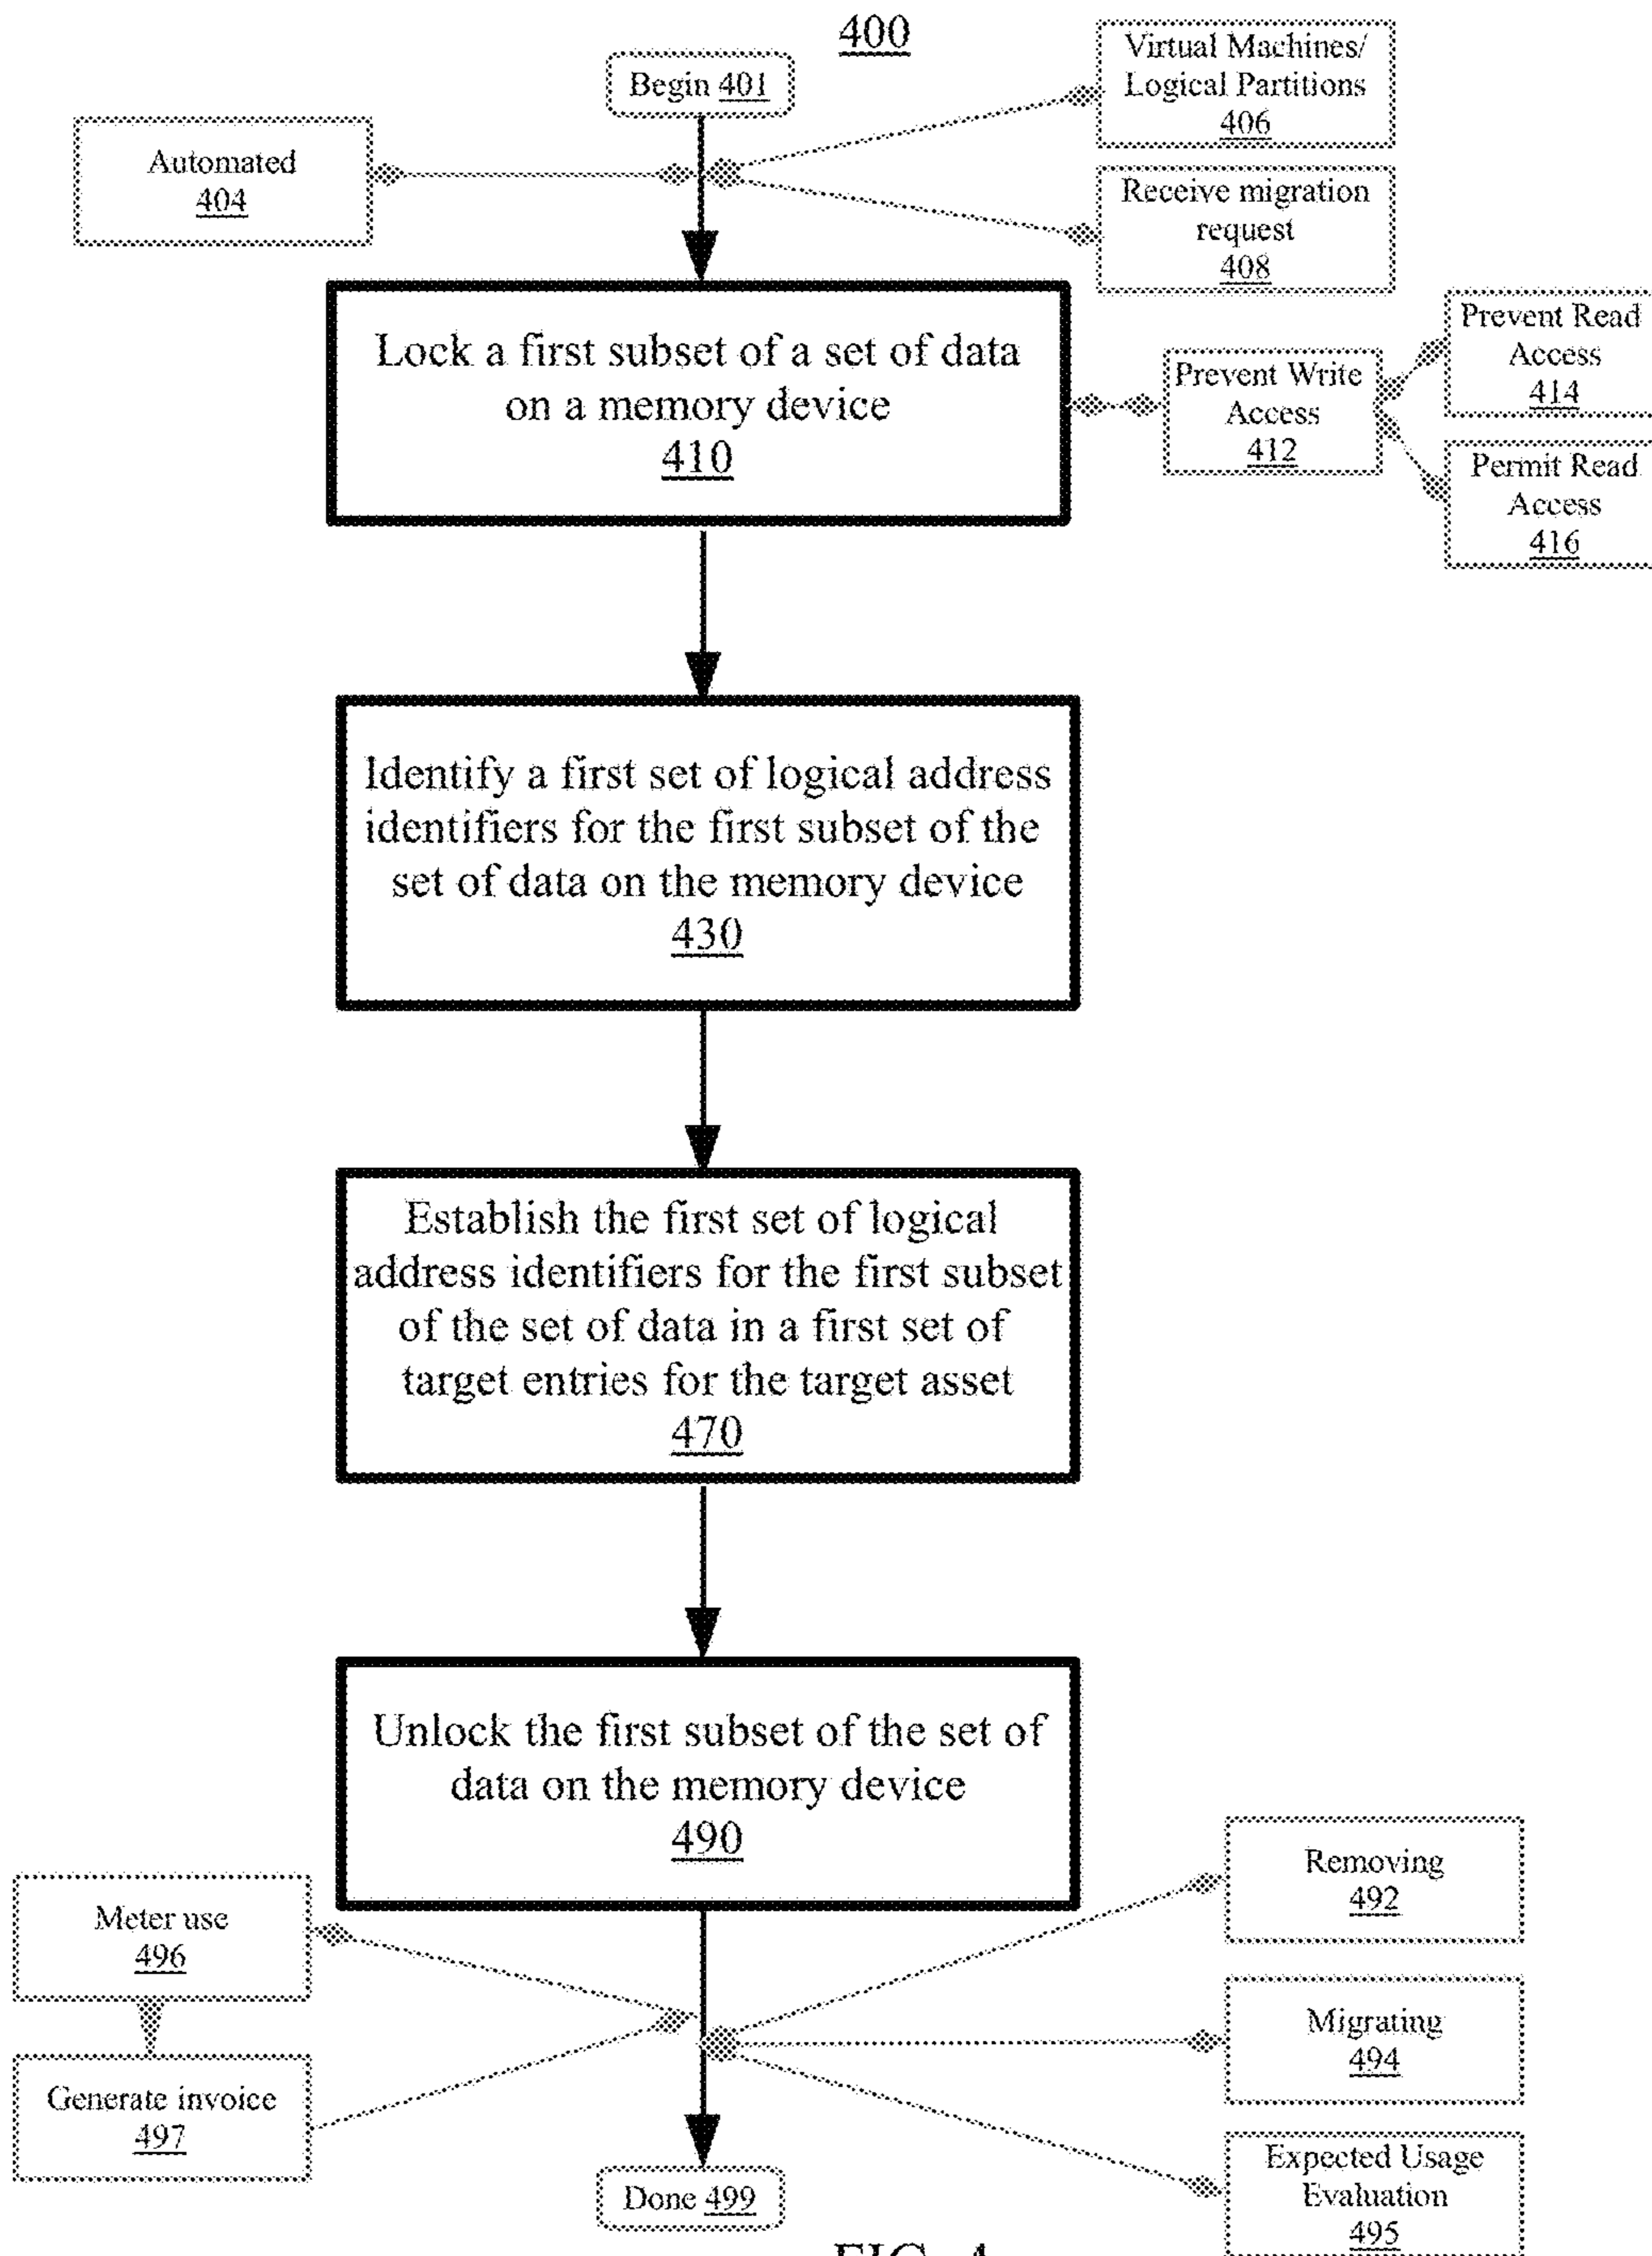 400
Begin 401
Virtual Machines/
Logical Partitions
406
Automated
404
Receive migration
request
408
Lock a first subset of a set of data
on a memory device
410
Prevent Write
Access
412
Prevent Read
Access
414
Permit Read
Access
416
Identify a first set of logical address
identifiers for the first subset of the
set of data on the memory device
430
Establish the first set of logical
address identifiers for the first subset
of the set of data in a first set of
target entries for the target asset
470
Unlock the first subset of the set of
data on the memory device
490
Meter use
496
Generate invoice
497
Removing
492
Migrating
494
Expected Usage
Evaluation
495
Done 499
FIG. 4